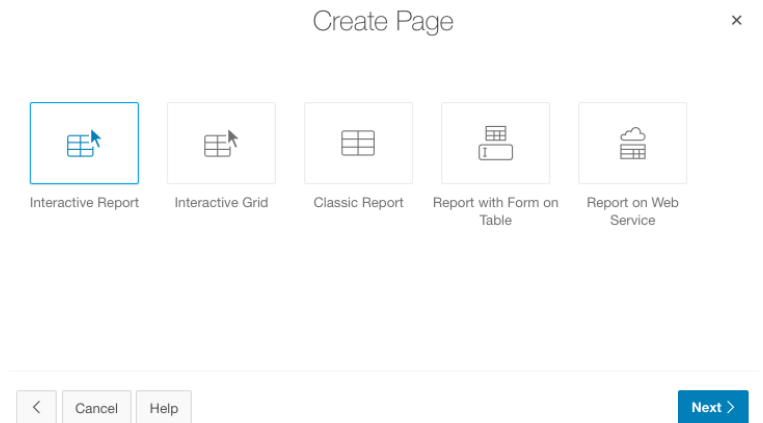 Create Page
Interactive Report
Interactive Grid
Classic Report
Report with Form on
Table
Report on Web
Service
Cancel
Help
Next